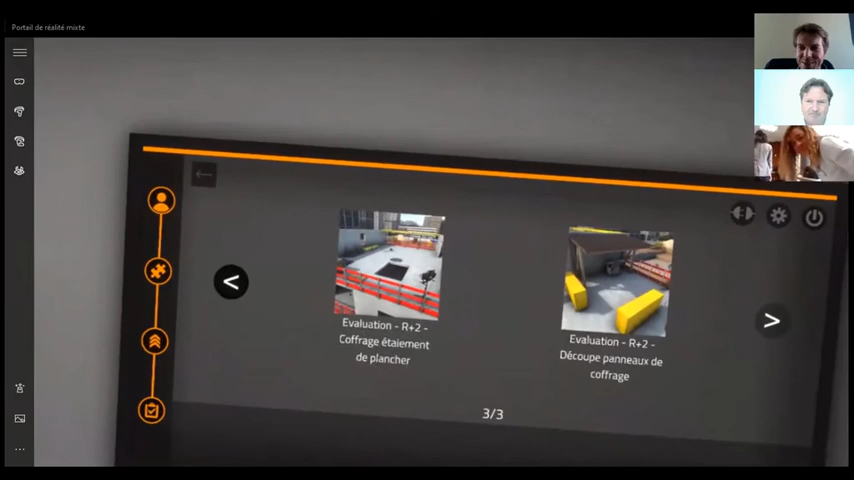 Portail de réalité mixte
Evaluation - R+2 -
Coffrage étaiement
de plancher
Evaluation - R+2 -
Découpe panneaux de
coffrage
3/3